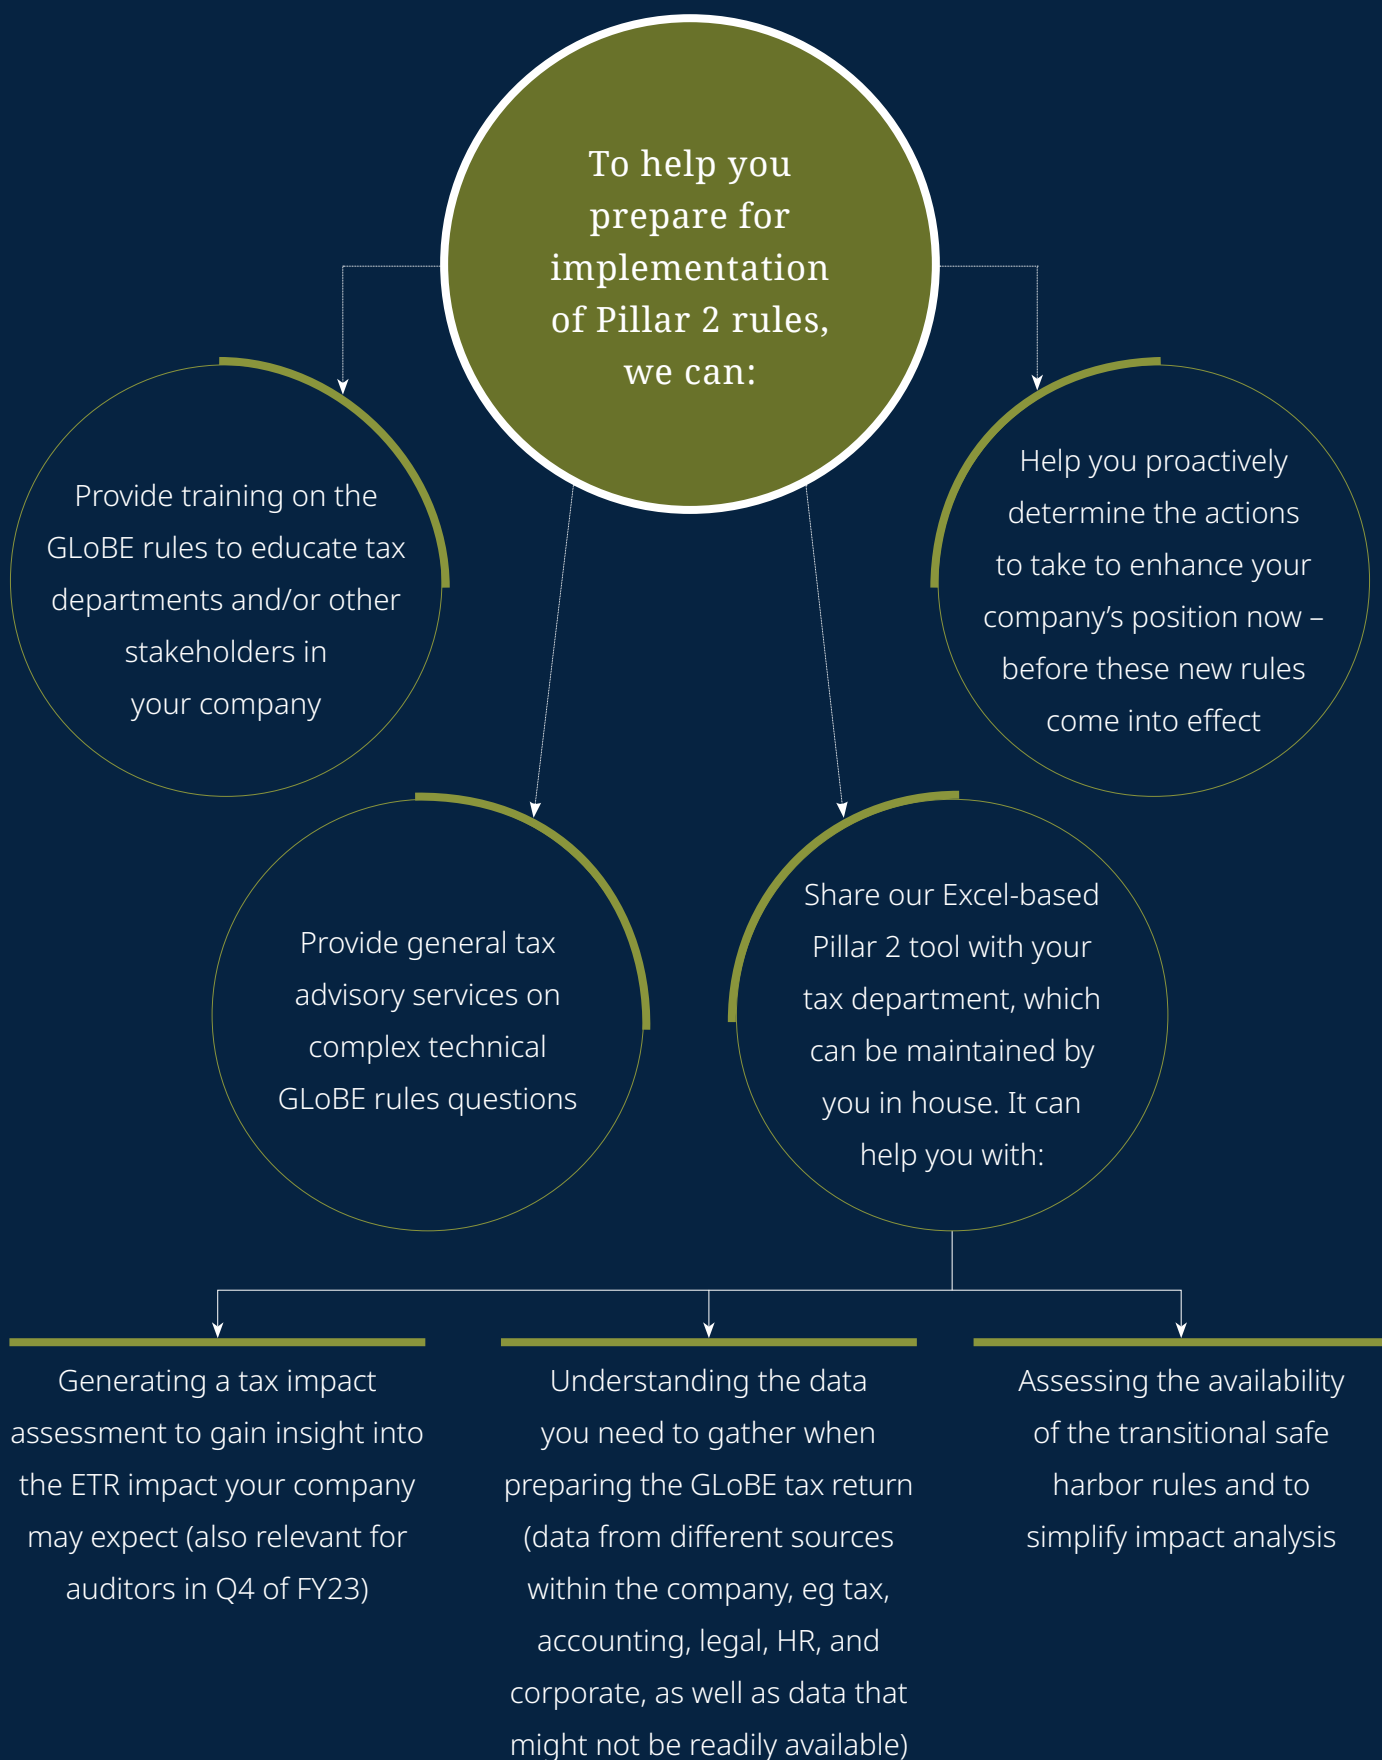 To help you
prepare for
implementation
of Pillar 2 rules,
we can:
Provide training on the
GLoBE rules to educate tax
departments and/or other
stakeholders in
your company
Help you proactively
determine the actions
to take to enhance your
company’s position now –
before these new rules
come into effect
Provide general tax
advisory services on
complex technical
GLoBE rules questions
Share our Excel-based
Pillar 2 tool with your
tax department, which
can be maintained by
you in house. It can
help you with:
Generating a tax impact
assessment to gain insight into
the ETR impact your company
may expect (also relevant for
auditors in Q4 of FY23)
Understanding the data
you need to gather when
preparing the GLoBE tax return
(data from different sources
within the company, eg tax,
accounting, legal, HR, and
corporate, as well as data that
might not be readily available)
Assessing the availability
of the transitional safe
harbor rules and to
simplify impact analysis